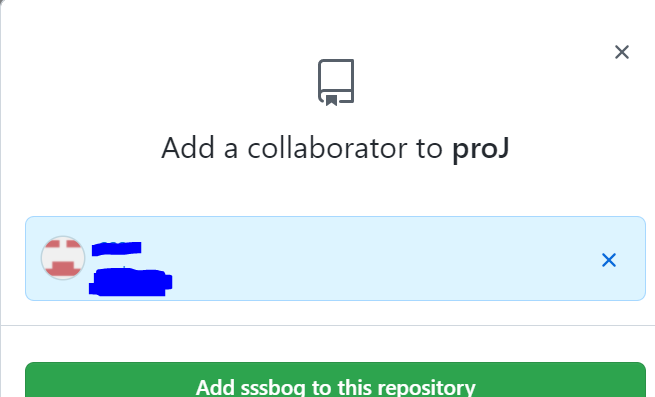 Add a collaborator to proJ
Add sssbog to this repository